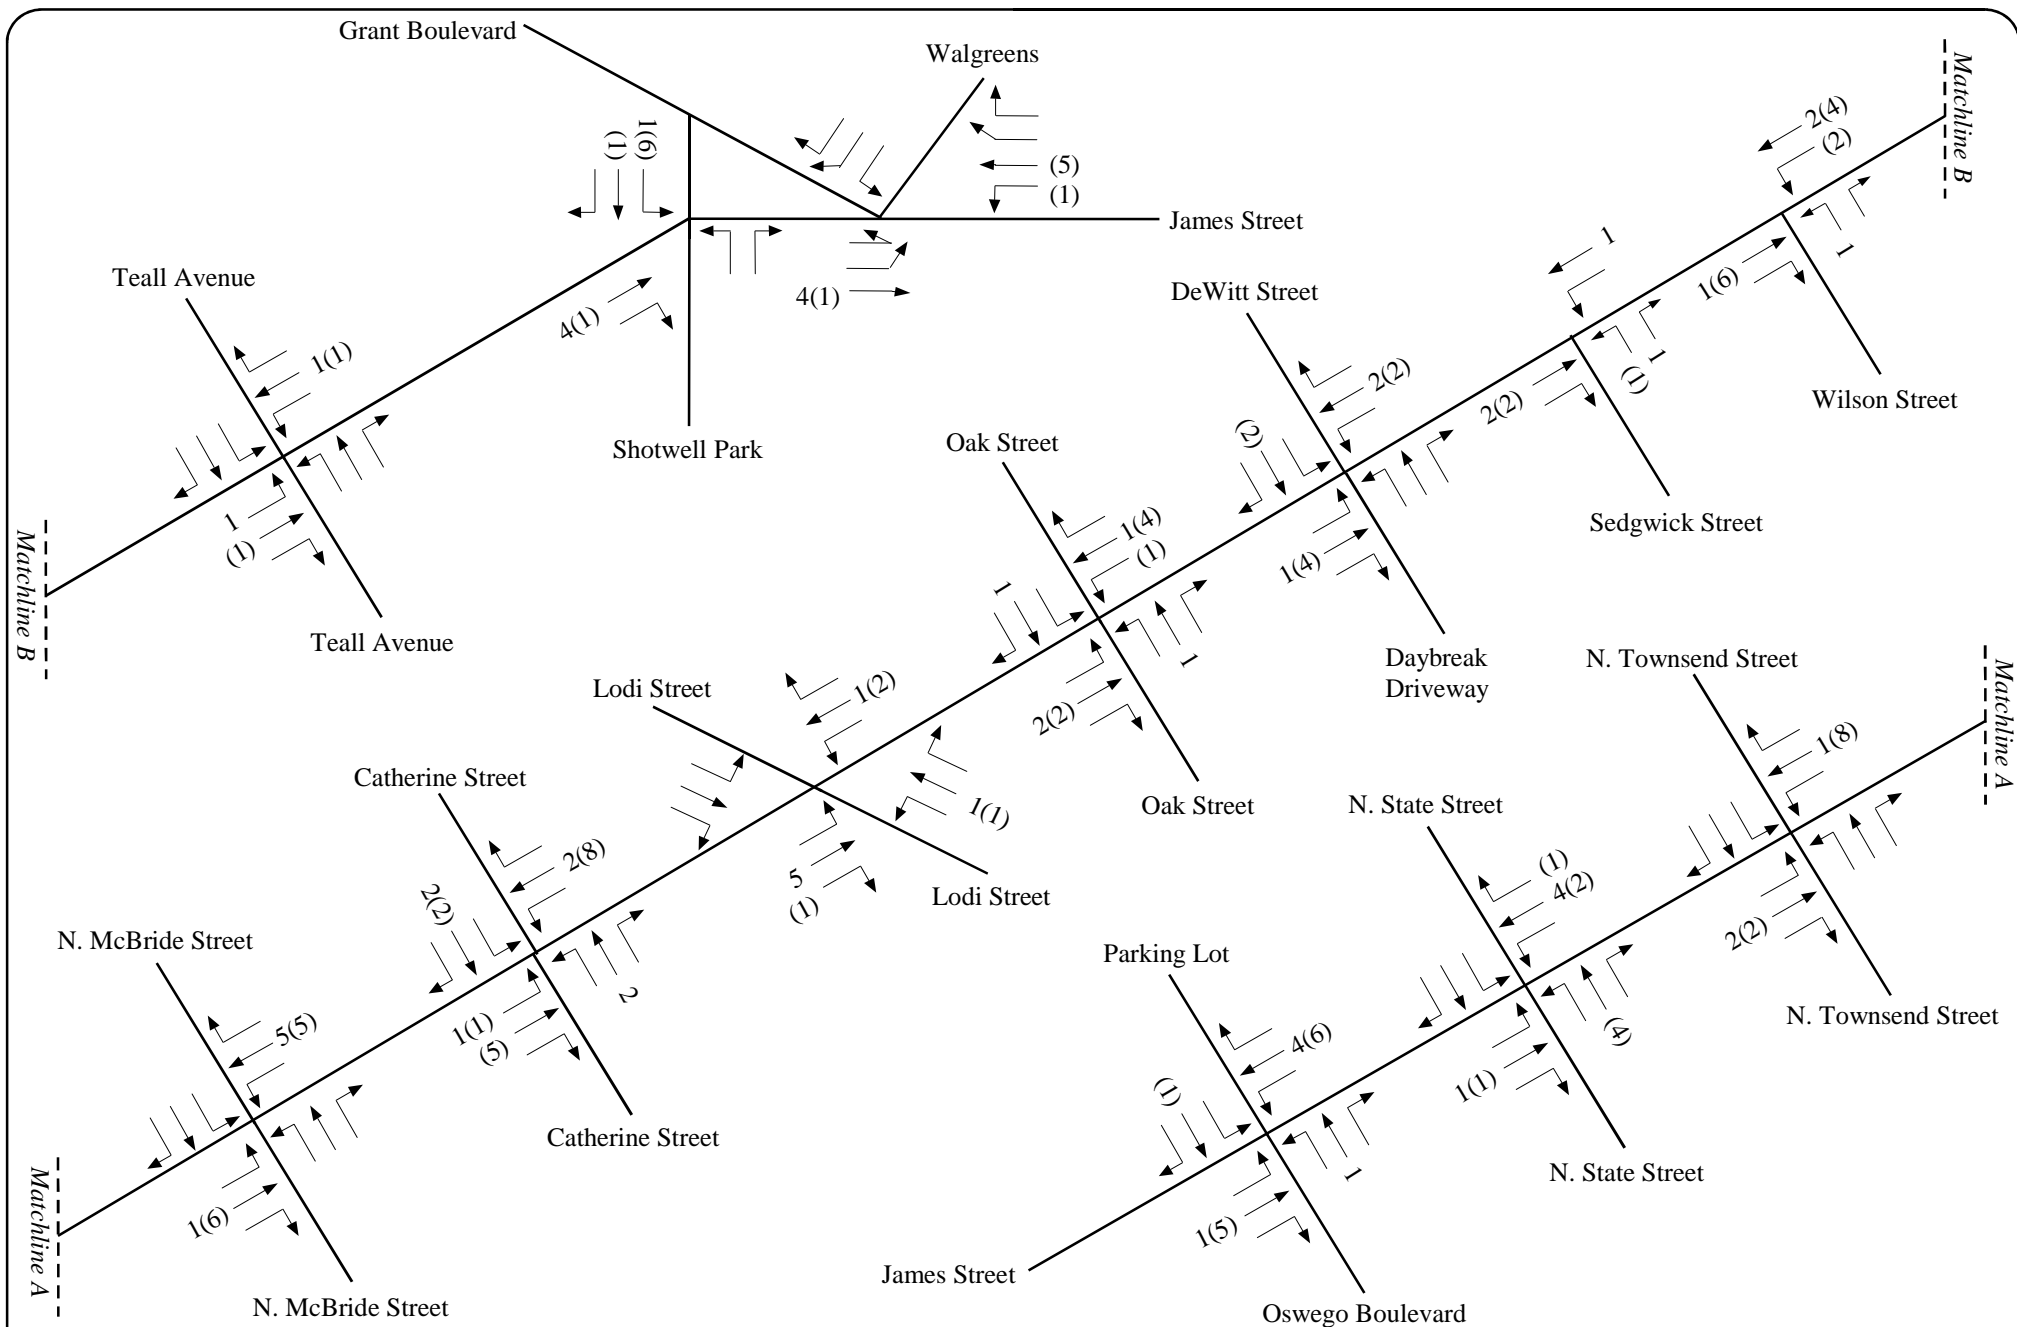 Grant Boulevard
Walgreens
Matchline B
2(4)
(2)
1(6)
(1)
(5)
(1)
James Street
1
1
1(6)
Teall Avenue
4(1)
4(1)
DeWitt Street
1(1)
2(2)
1
(1)
2(2)
Wilson Street
Shotwell Park
Oak Street
(2)
Sedgwick Street
1
(1)
1(4)
(1)
1(4)
Matchline B
Teall Avenue
1
1
Daybreak
Driveway
N. Townsend Street
Matchline A
Lodi Street
1(2)
2(2)
Catherine Street
1(1)
Oak Street
N. State Street
1(8)
2(8)
5
(1)
Lodi Street
(1)
4(2)
2(2)
N. McBride Street
2(2)
2
Parking Lot
N. Townsend Street
5(5)
1(1)
(5)
4(6)
(4)
1(1)
(1)
Catherine Street
1
N. State Street
Matchline A
1(6)
1(5)
James Street
N. McBride Street
Oswego Boulevard